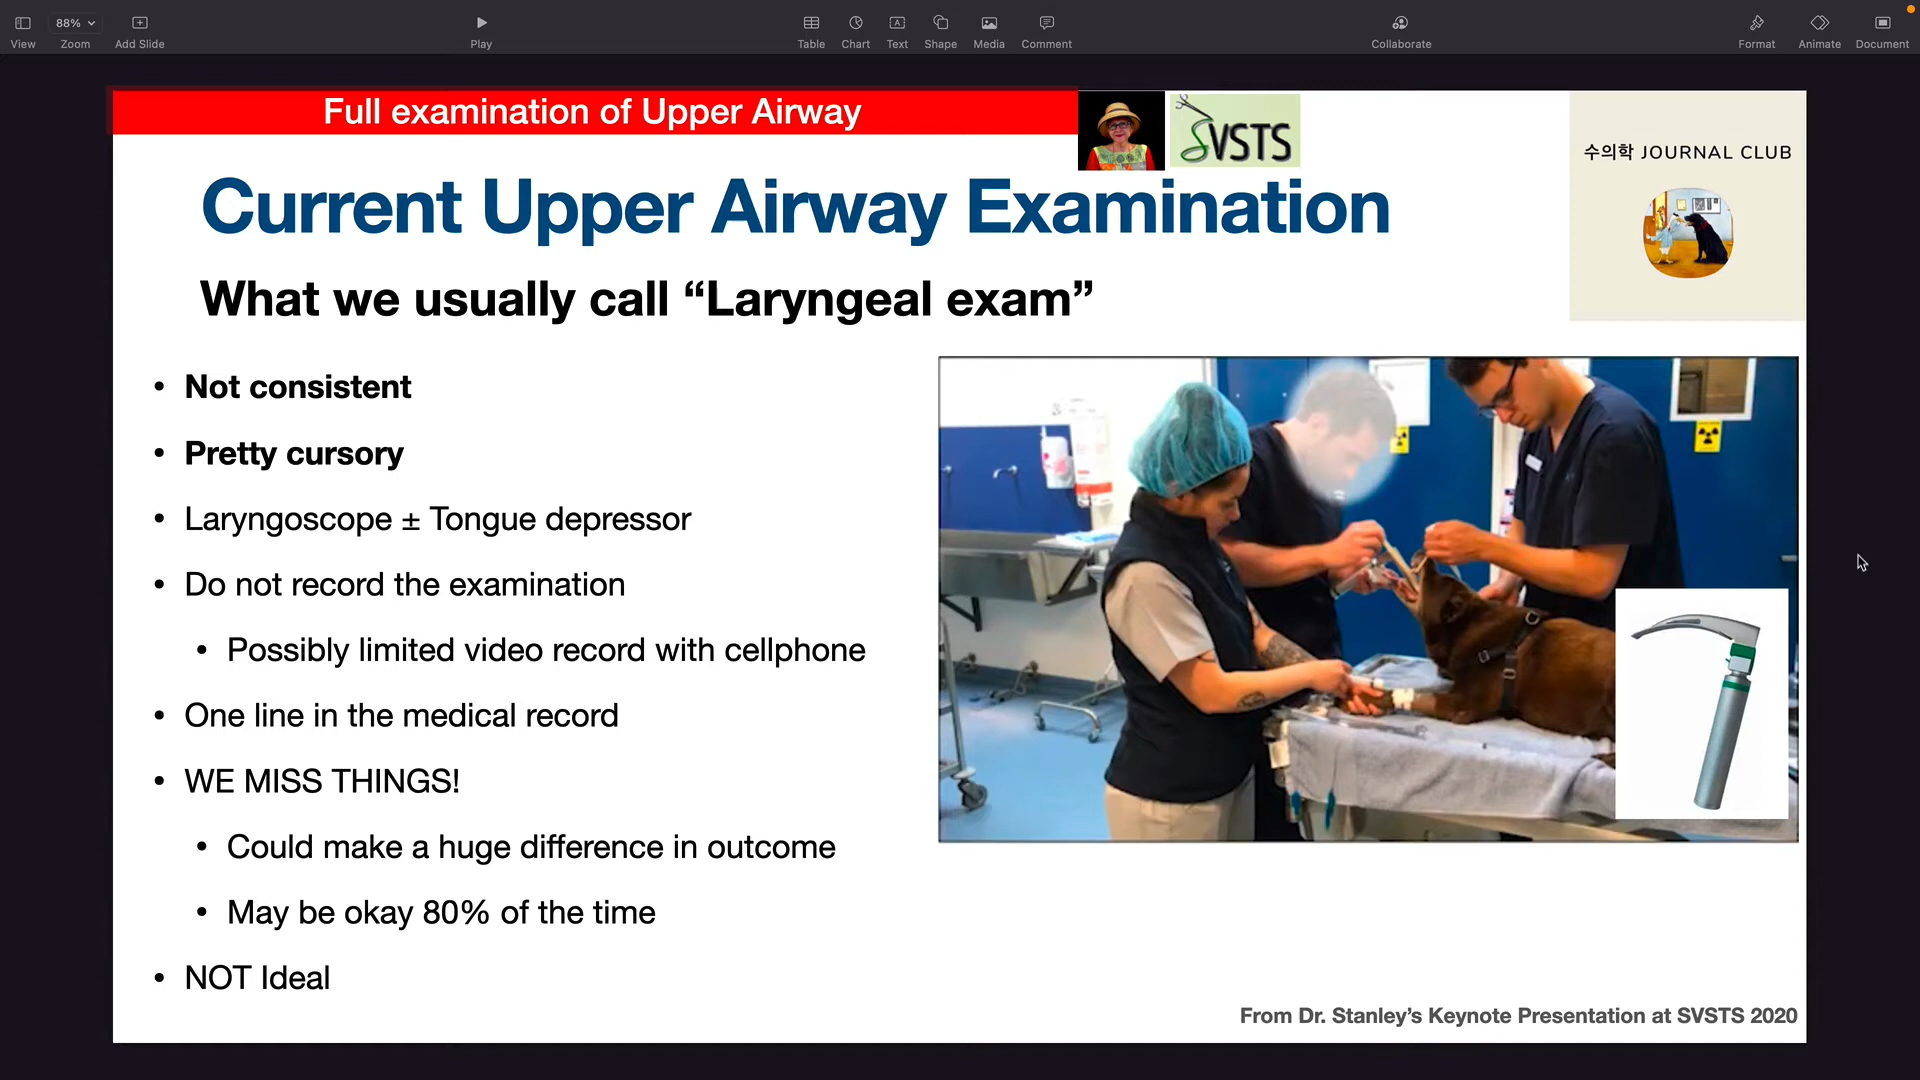 88%
View
Zoom
Add Slide
Play
Table
Chart
Text
Shape
Media
Comment
Collaborate
Format
Animate
Document
Full examination of Upper Airway
SVSTS
수의학 JOURNAL CLUB
Current Upper Airway Examination
What we usually call “Laryngeal exam”
• Not consistent
• Pretty cursory
• Laryngoscope ± Tongue depressor
• Do not record the examination
• Possibly limited video record with cellphone
• One line in the medical record
• WE MISS THINGS!
• Could make a huge difference in outcome
• May be okay 80% of the time
• NOT Ideal
From Dr. Stanley’s Keynote Presentation at SVSTS 2020